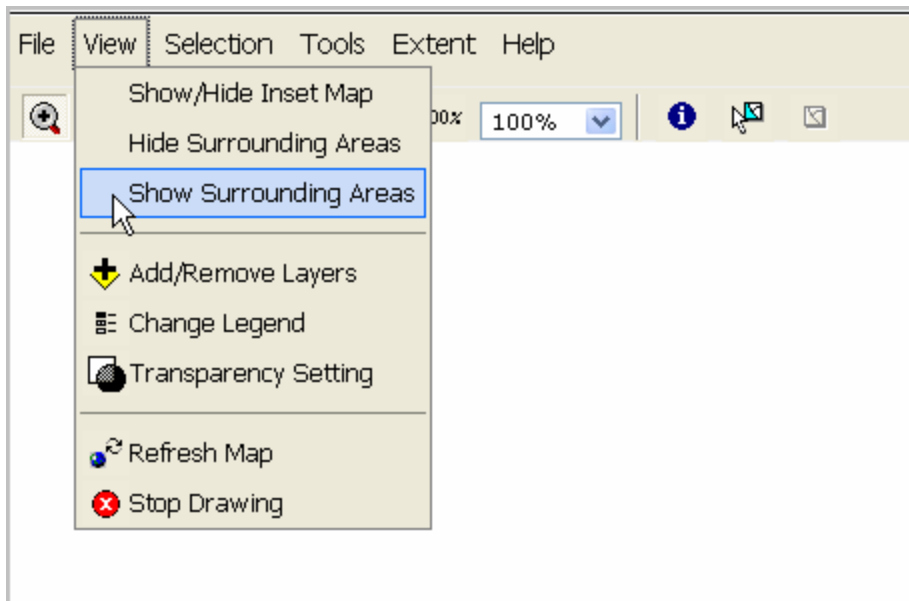 File View Selection Tools Extent Help
Show/Hide Inset Map
100%
Hide Surrounding Areas
Show Surrounding Areas
Add/Remove Layers
Change Legend
Transparency Setting
Refresh Map
Stop Drawing